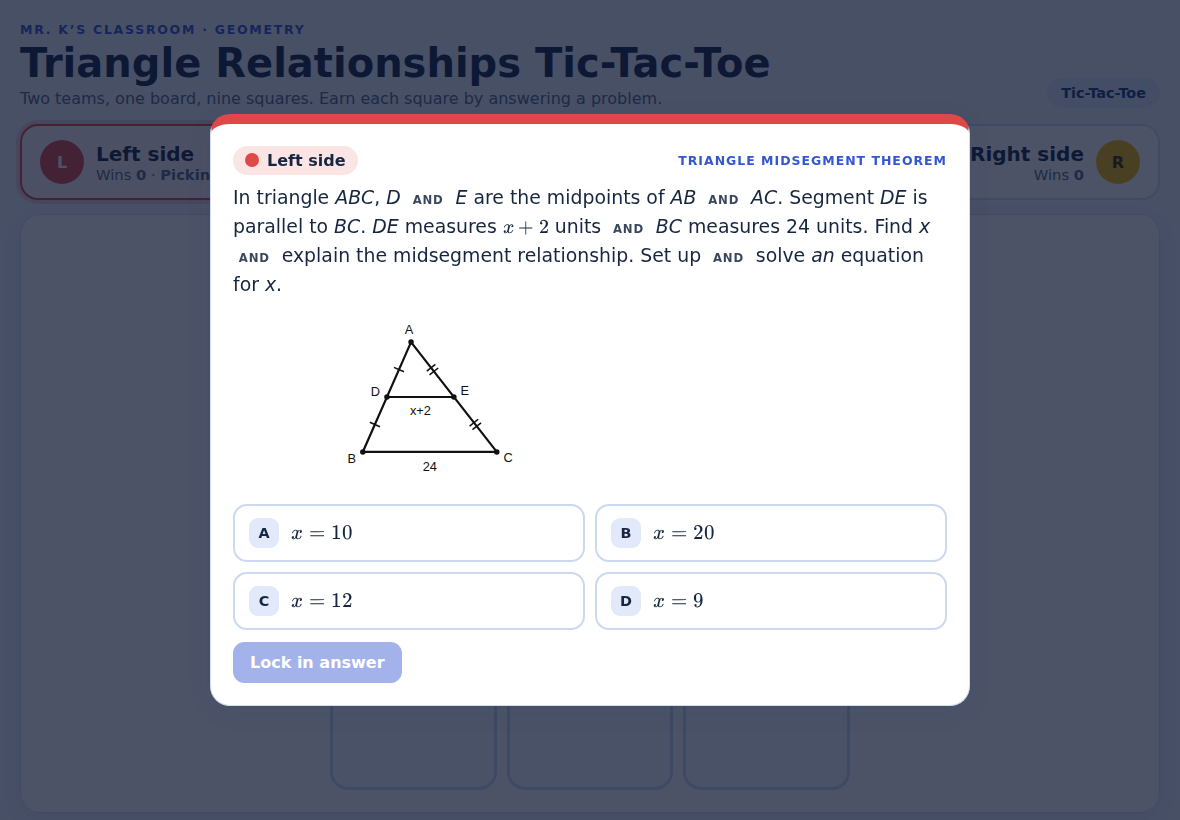 MR. K'S CLASSROOM · GEOMETRY
Triangle Relationships Tic-Tac-Toe
Two teams, one board, nine squares. Earn each square by answering a problem.
Tic-Tac-Toe
L
Left side
Wins 0 · Pickin
Right side
Wins 0
R
Left side
TRIANGLE MIDSEGMENT THEOREM
In triangle ABC, D AND E are the midpoints of AB AND AC. Segment DE is
parallel to BC. DE measures x + 2 units AND BC measures 24 units. Find x
AND explain the midsegment relationship. Set up AND solve an equation
for x.
A
D
E
x+2
B
C
24
A x = 10
B x = 20
C x = 12
D x = 9
Lock in answer